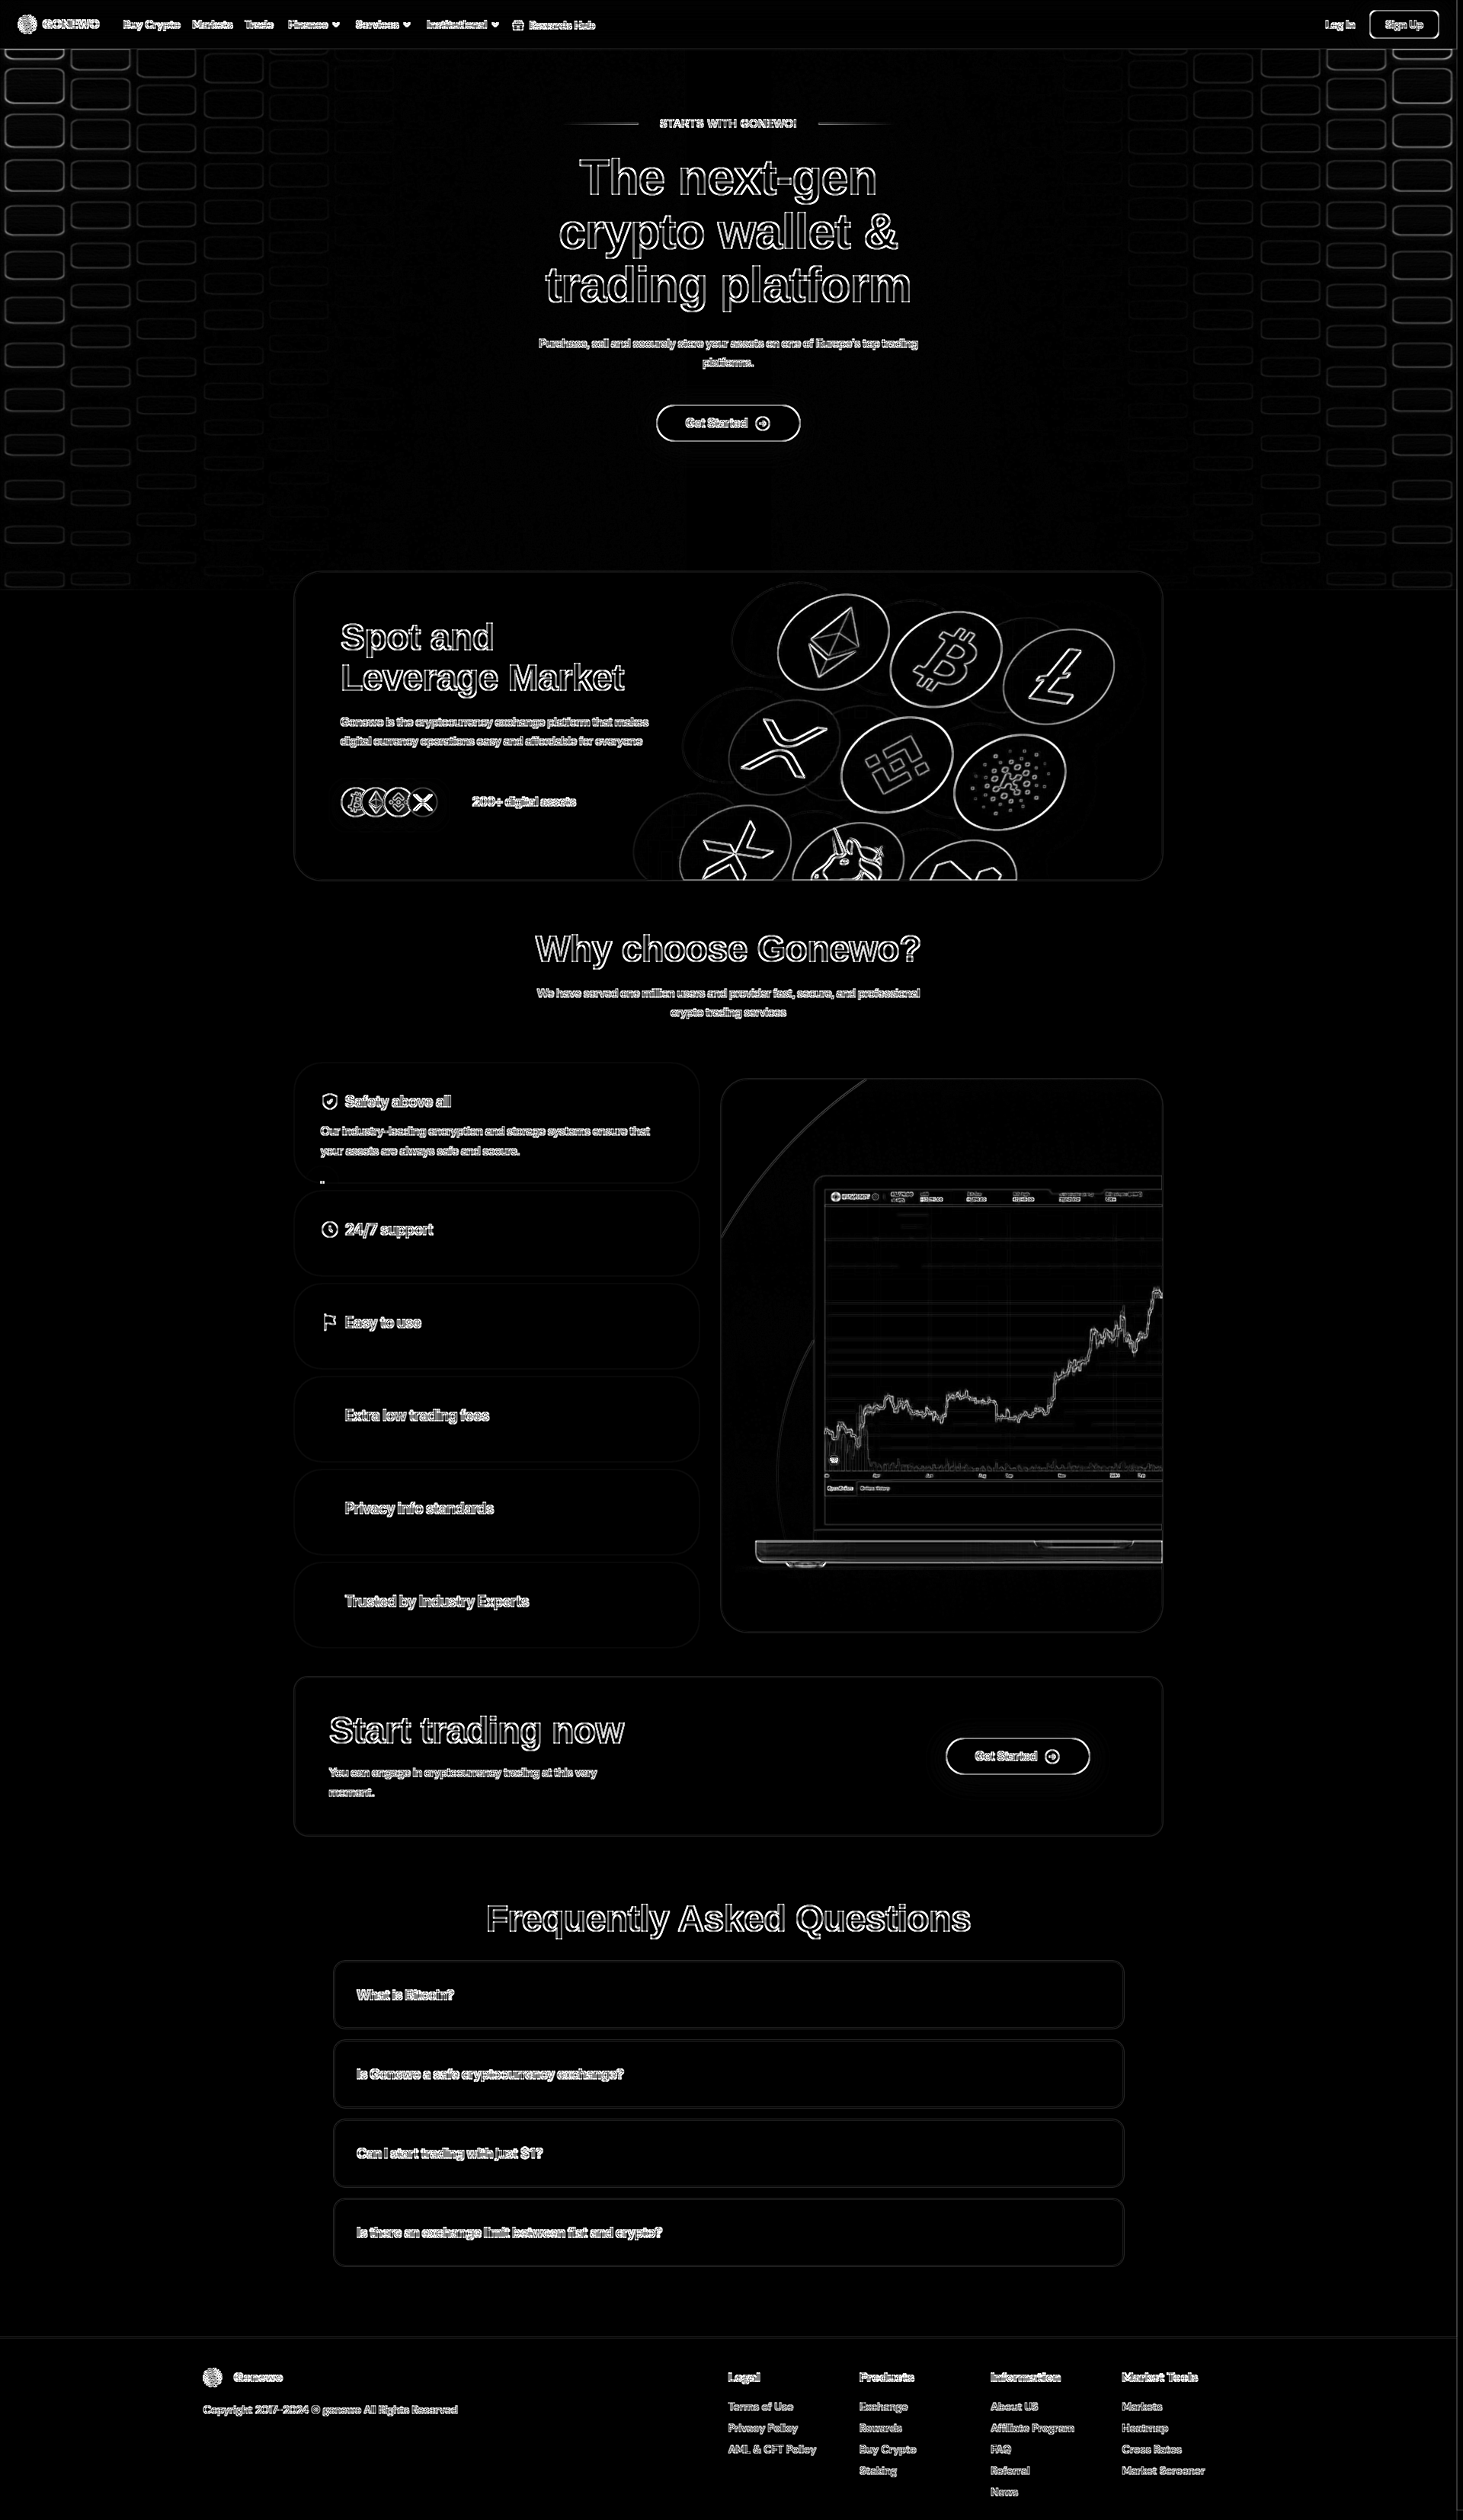 GONEWO Buy Crypto Markets Trade Finance Services Institutional Rewards Hub Log In Sign Up
STARTS WITH GONEWO!
The next-gen
crypto wallet &
trading platform
Purchase, sell and securely store your assets on one of Europe's top trading
platforms.
Get Started
Spot and
Leverage Market
Gonewo is the cryptocurrency exchange platform that makes
digital currency operations easy and affordable for everyone
200+ digital assets
Why choose Gonewo?
We have served one million users and provider fast, secure, and professional
crypto trading services
Safety above all
Our industry-leading encryption and storage systems ensure that
your assets are always safe and secure.
24/7 support
Easy to use
Extra low trading fees
Privacy info standards
Trusted by Industry Experts
Start trading now
You can engage in cryptocurrency trading at this very
moment.
Get Started
Frequently Asked Questions
What is Bitcoin?
Is Gonewo a safe cryptocurrency exchange?
Can I start trading with just $1?
Is there an exchange limit between fiat and crypto?
Gonewo
Copyright 2017-2024 © gonewo All Rights Reserved
Legal
Terms of Use
Privacy Policy
AML & CFT Policy
Products
Exchange
Rewards
Buy Crypto
Staking
Information
About US
Affiliate Program
FAQ
Referral
News
Market Tools
Markets
Heatmap
Cross Rates
Market Screener